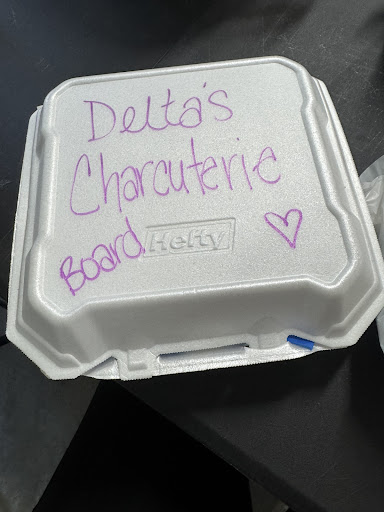 Delta's
Charcuterie
Board
Hefty